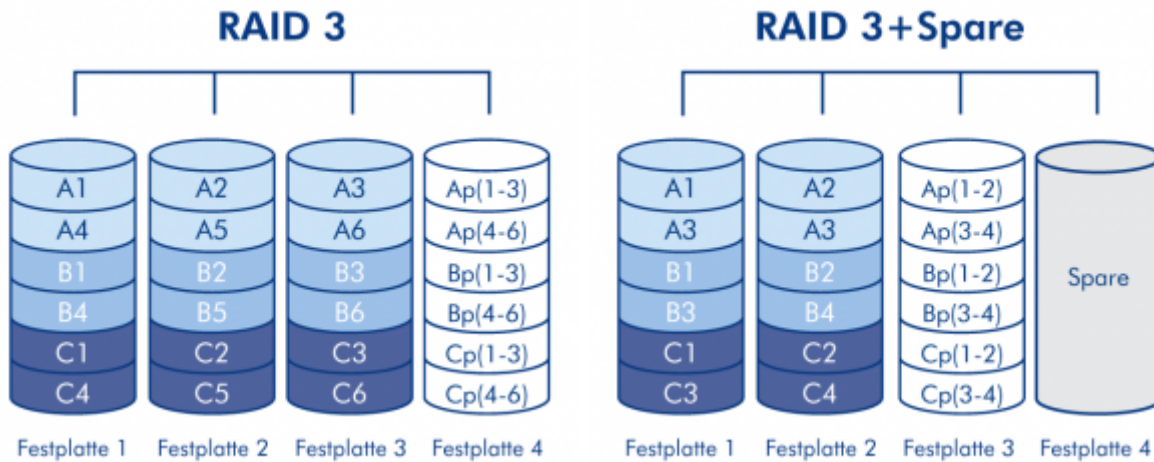 RAID 3
A1 A2 A3 Ap(1-3)
A4 A5 A6 Ap(4-6)
B1 B2 B3 Bp(1-3)
B4 B5 B6 Bp(4-6)
C1 C2 C3 Cp(1-3)
C4 C5 C6 Cp(4-6)
Festplatte 1 Festplatte 2 Festplatte 3 Festplatte 4
RAID 3+Spare
A1 A2 Ap(1-2)
A3 A3 Ap(3-4)
B1 B2 Bp(1-2) Spare
B3 B4 Bp(3-4)
C1 C2 Cp(1-2)
C3 C4 Cp(3-4)
Festplatte 1 Festplatte 2 Festplatte 3 Festplatte 4